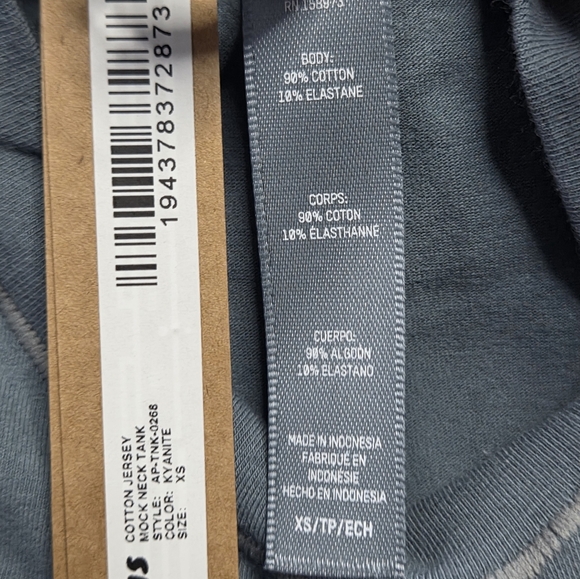 194378372873
COTTON JERSEY
MOCK NECK TANK
STYLE: AP-TNK-0268
COLOR: KYANITE
SIZE: XS
BODY:
90% COTTON
10% ELASTANE
CORPS:
90% COTON
10% ÉLASTHANNE
CUERPO:
90% ALGODN
10% ELASTANO
MADE IN INDONESIA
FABRIQUÉ EN
INDONÉSIE
HECHO EN INDONESIA
XS/TP/ECH